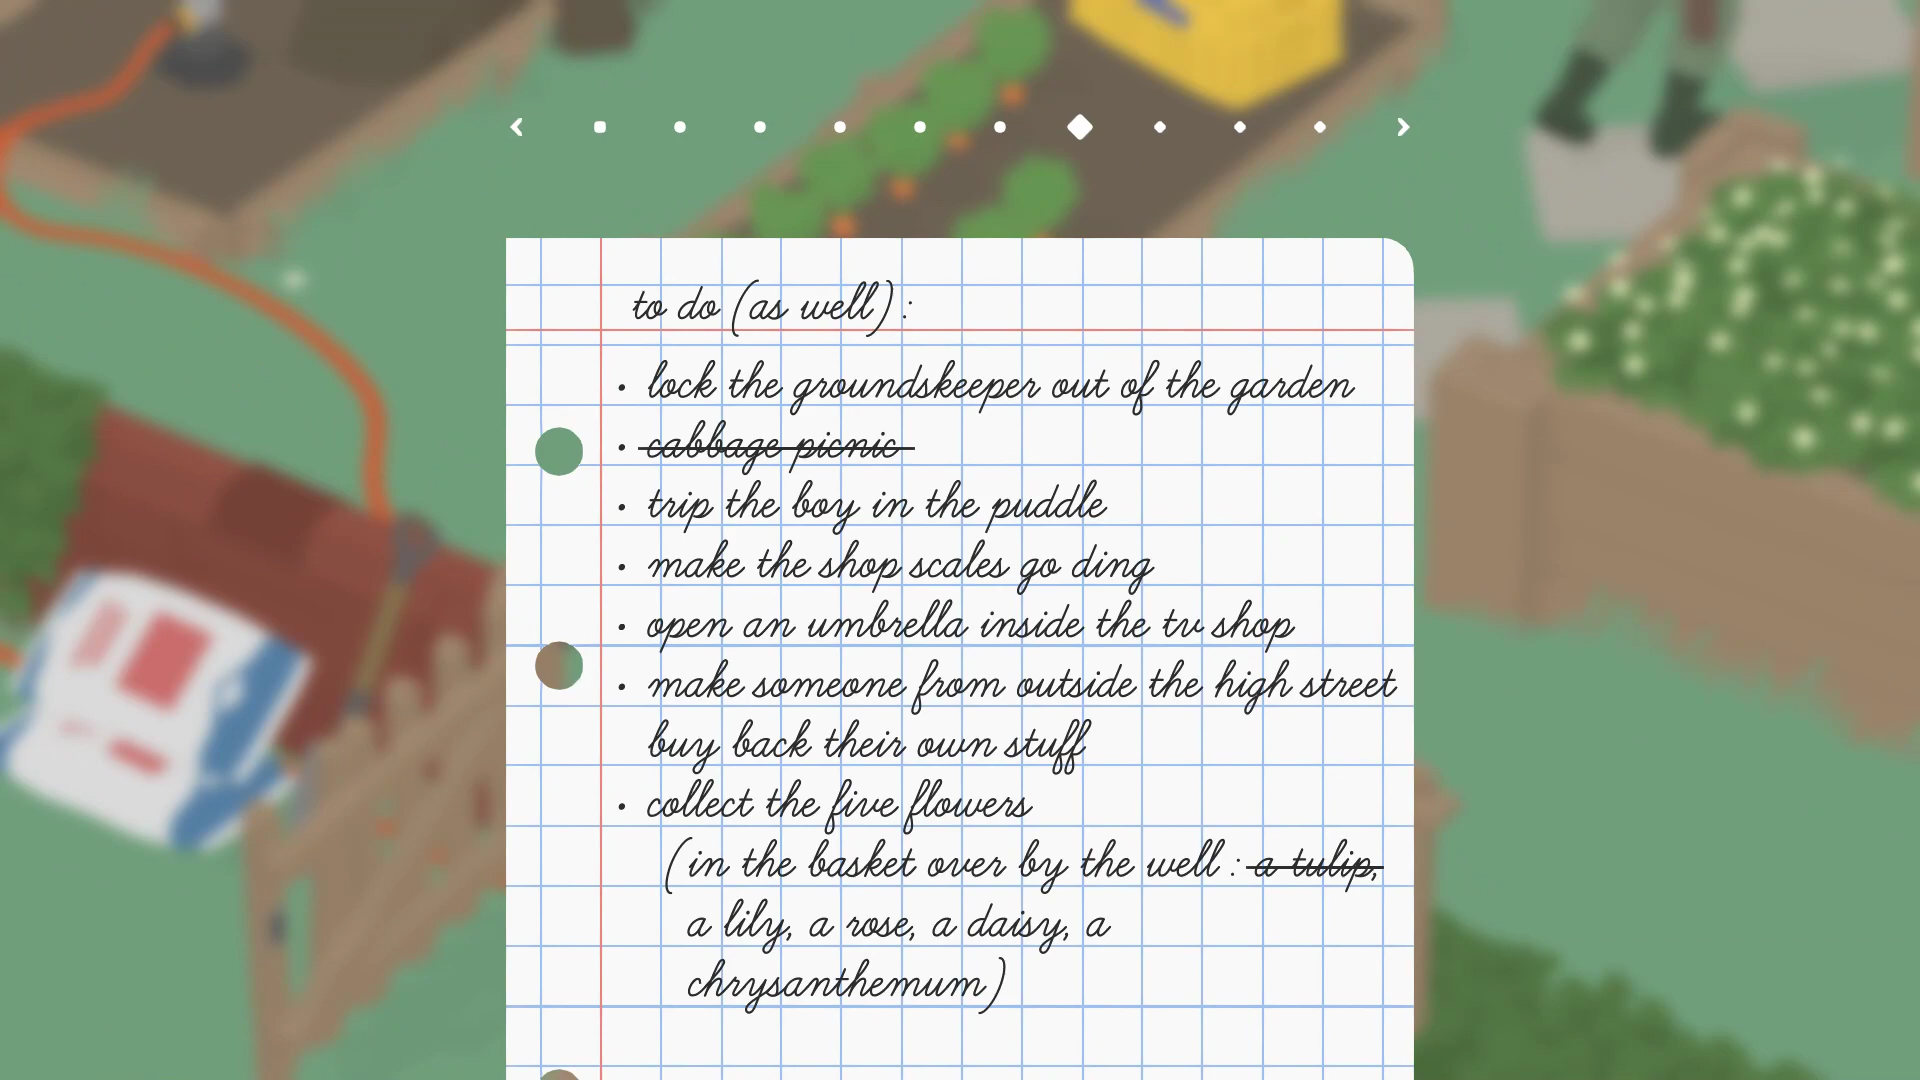 to do (as well) :
• lock the groundskeeper out of the garden
• cabbage picnic
• trip the boy in the puddle
• make the shop scales go ding
• open an umbrella inside the tv shop
• make someone from outside the high street
buy back their own stuff
• collect the five flowers
(in the basket over by the well : a tulip,
a lily, a rose, a daisy, a
chrysanthemum)